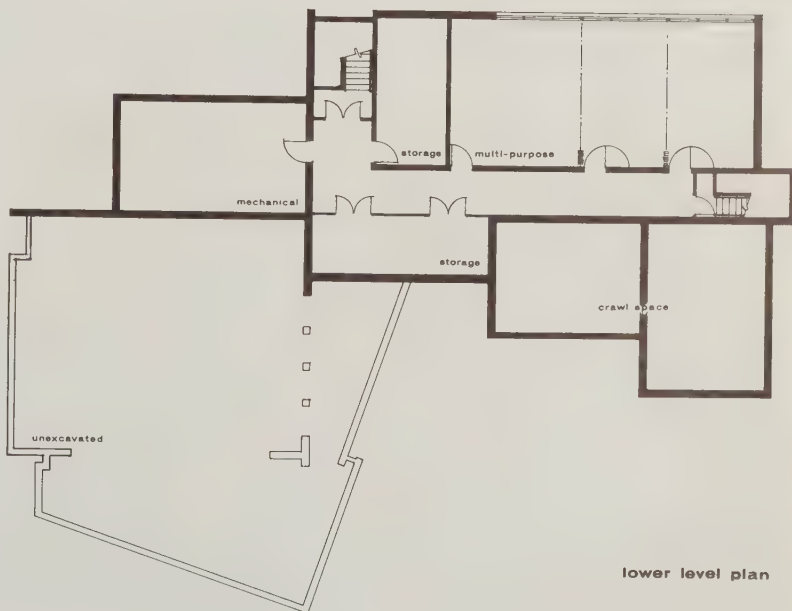 storage
multi-purpose
mechanical
storage
crawl space
unexcavated
lower level plan